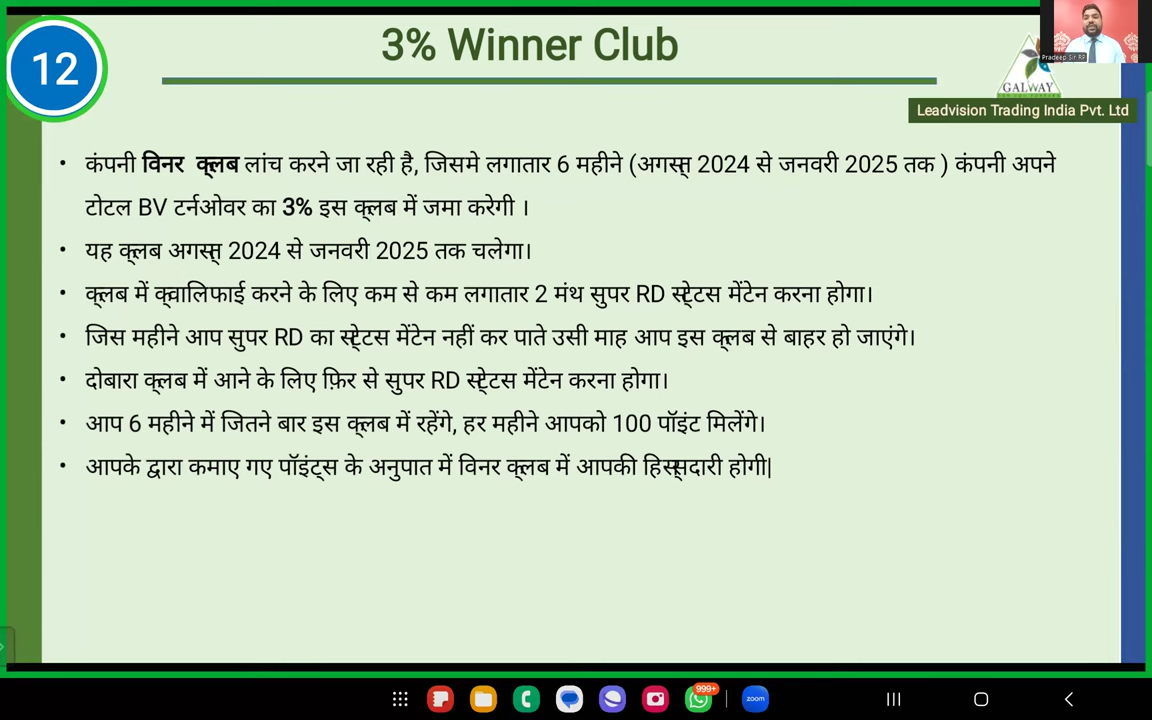 12
3% Winner Club
Pradeep Sir RP
GALWAY
Leadvision Trading India Pvt. Ltd
• कंपनी विनर क्लब लांच करने जा रही है, जिसमे लगातार 6 महीने (अगस्त 2024 से जनवरी 2025 तक ) कंपनी अपने
टोटल BV टर्नओवर का 3% इस क्लब में जमा करेगी ।
• यह क्लब अगस्त 2024 से जनवरी 2025 तक चलेगा।
• क्लब में क्वालिफाई करने के लिए कम से कम लगातार 2 मंथ सुपर RD स्टेटस मेंटेन करना होगा।
• जिस महीने आप सुपर RD का स्टेटस मेंटेन नहीं कर पाते उसी माह आप इस क्लब से बाहर हो जाएंगे।
• दोबारा क्लब में आने के लिए फ़िर से सुपर RD स्टेटस मेंटेन करना होगा।
• आप 6 महीने में जितने बार इस क्लब में रहेंगे, हर महीने आपको 100 पॉइंट मिलेंगे।
• आपके द्वारा कमाए गए पॉइंट्स के अनुपात में विनर क्लब में आपकी हिस्सदारी होगी|
999+
zoom